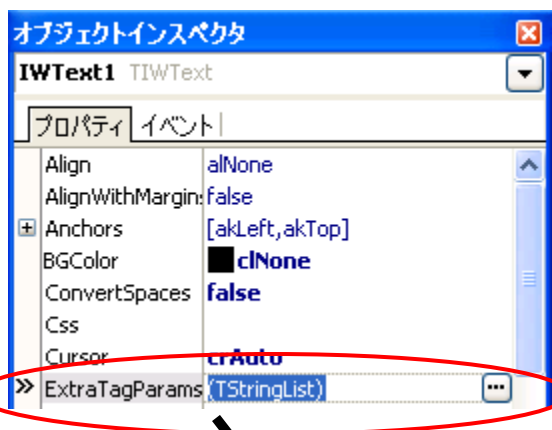 オブジェクトインスペクタ
IWText1 TIWText
プロパティ イベント
Align alNone
AlignWithMargins false
Anchors [akLeft,akTop]
BGColor clNone
ConvertSpaces false
Css
Cursor crAuto
ExtraTagParams (TStringList) ...